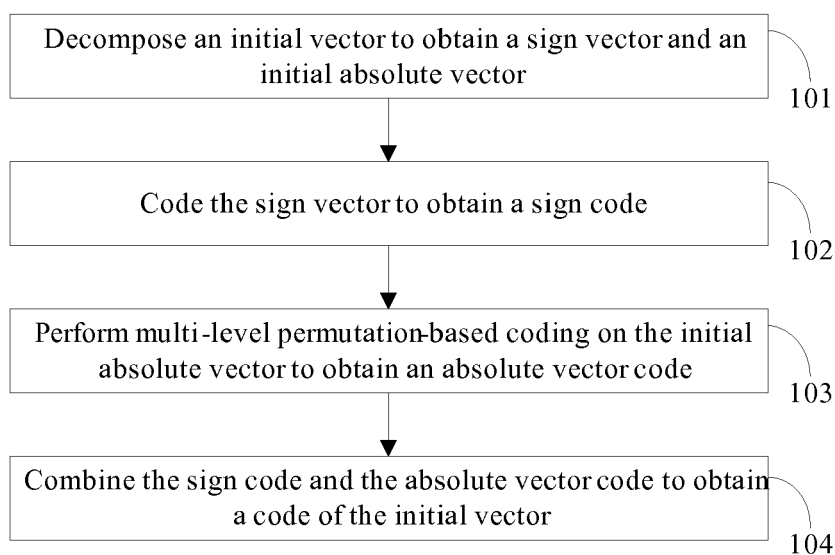 Decompose an initial vector to obtain a sign vector and an
initial absolute vector
101
Code the sign vector to obtain a sign code
102
Perform multi-level permutation-based coding on the initial
absolute vector to obtain an absolute vector code
103
Combine the sign code and the absolute vector code to obtain
a code of the initial vector
104